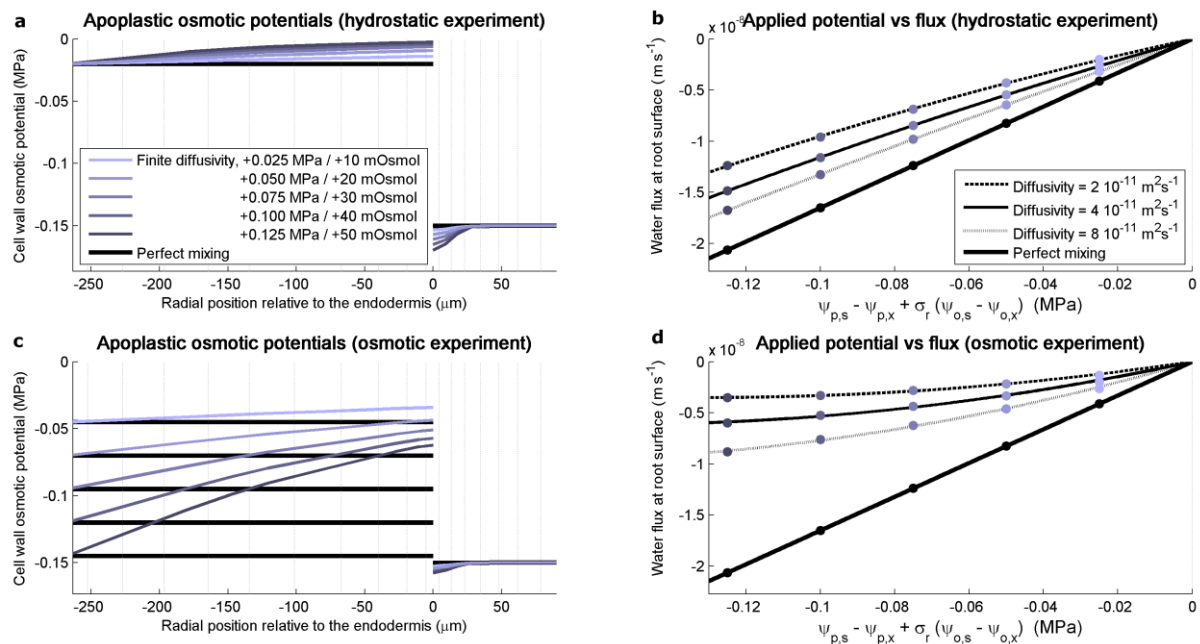 a
Apoplastic osmotic potentials (hydrostatic experiment)
Cell wall osmotic potential (MPa)
0
-0.05
-0.1
-0.15
Finite diffusivity, +0.025 MPa / +10 mOsmol
+0.050 MPa / +20 mOsmol
+0.075 MPa / +30 mOsmol
+0.100 MPa / +40 mOsmol
+0.125 MPa / +50 mOsmol
Perfect mixing
-250 -200 -150 -100 -50 0 50
Radial position relative to the endodermis (μm)
b
Applied potential vs flux (hydrostatic experiment)
x 10⁻⁸
Water flux at root surface (m s⁻¹)
0
-0.5
-1
-1.5
-2
Diffusivity = 2 10⁻¹¹ m²s⁻¹
Diffusivity = 4 10⁻¹¹ m²s⁻¹
Diffusivity = 8 10⁻¹¹ m²s⁻¹
Perfect mixing
-0.12 -0.1 -0.08 -0.06 -0.04 -0.02 0
ψp,s - ψp,x + σr (ψo,s - ψo,x) (MPa)
c
Apoplastic osmotic potentials (osmotic experiment)
Cell wall osmotic potential (MPa)
0
-0.05
-0.1
-0.15
-250 -200 -150 -100 -50 0 50
Radial position relative to the endodermis (μm)
d
Applied potential vs flux (osmotic experiment)
x 10⁻⁸
Water flux at root surface (m s⁻¹)
0
-0.5
-1
-1.5
-2
-0.12 -0.1 -0.08 -0.06 -0.04 -0.02 0
ψp,s - ψp,x + σr (ψo,s - ψo,x) (MPa)